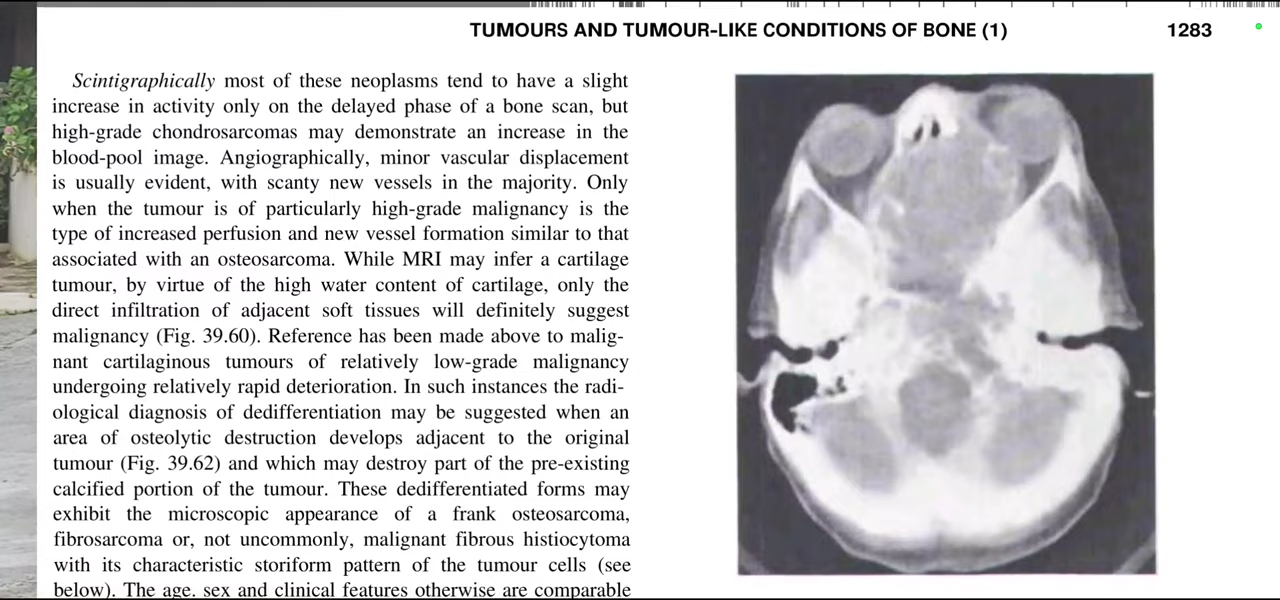 TUMOURS AND TUMOUR-LIKE CONDITIONS OF BONE (1) 1283
Scintigraphically most of these neoplasms tend to have a slight
increase in activity only on the delayed phase of a bone scan, but
high-grade chondrosarcomas may demonstrate an increase in the
blood-pool image. Angiographically, minor vascular displacement
is usually evident, with scanty new vessels in the majority. Only
when the tumour is of particularly high-grade malignancy is the
type of increased perfusion and new vessel formation similar to that
associated with an osteosarcoma. While MRI may infer a cartilage
tumour, by virtue of the high water content of cartilage, only the
direct infiltration of adjacent soft tissues will definitely suggest
malignancy (Fig. 39.60). Reference has been made above to malig-
nant cartilaginous tumours of relatively low-grade malignancy
undergoing relatively rapid deterioration. In such instances the radi-
ological diagnosis of dedifferentiation may be suggested when an
area of osteolytic destruction develops adjacent to the original
tumour (Fig. 39.62) and which may destroy part of the pre-existing
calcified portion of the tumour. These dedifferentiated forms may
exhibit the microscopic appearance of a frank osteosarcoma,
fibrosarcoma or, not uncommonly, malignant fibrous histiocytoma
with its characteristic storiform pattern of the tumour cells (see
below). The age. sex and clinical features otherwise are comparable